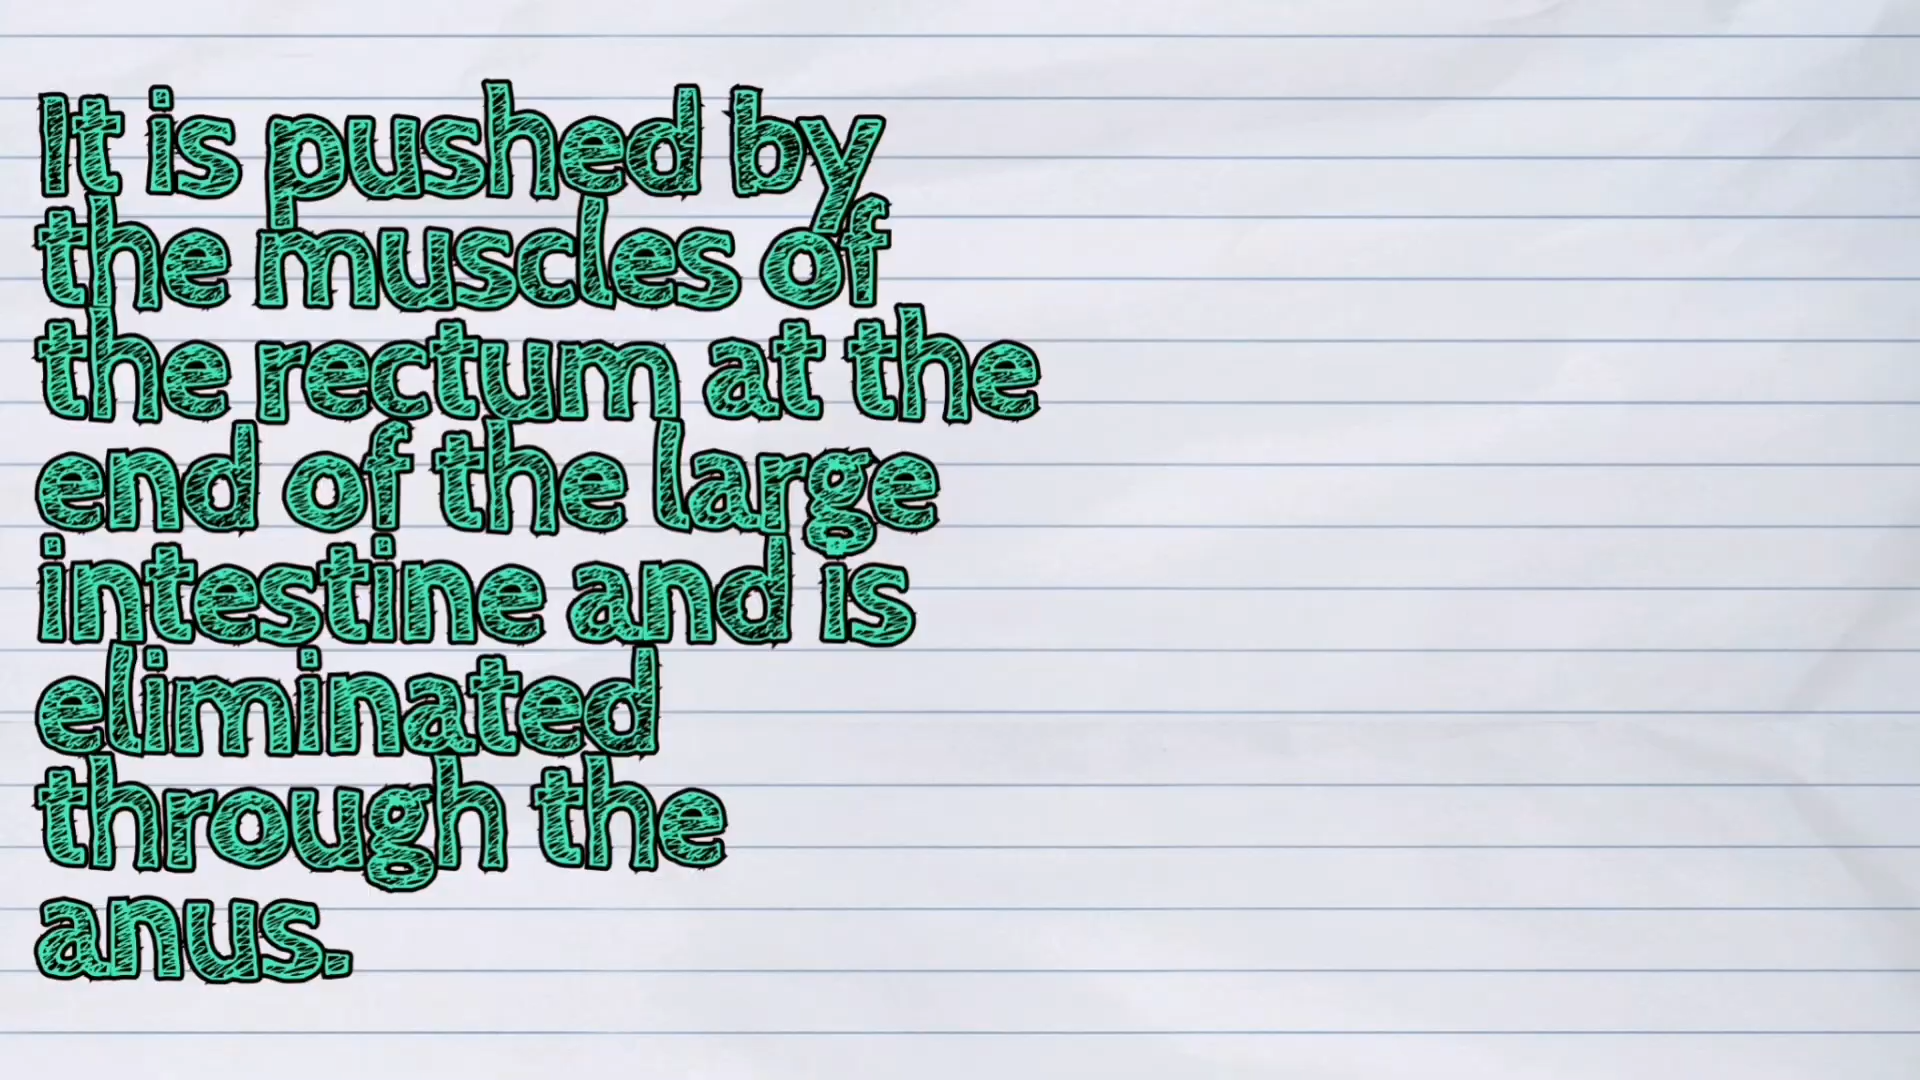 It is pushed by
the muscles of
the rectum at the
end of the large
intestine and is
eliminated
through the
anus.